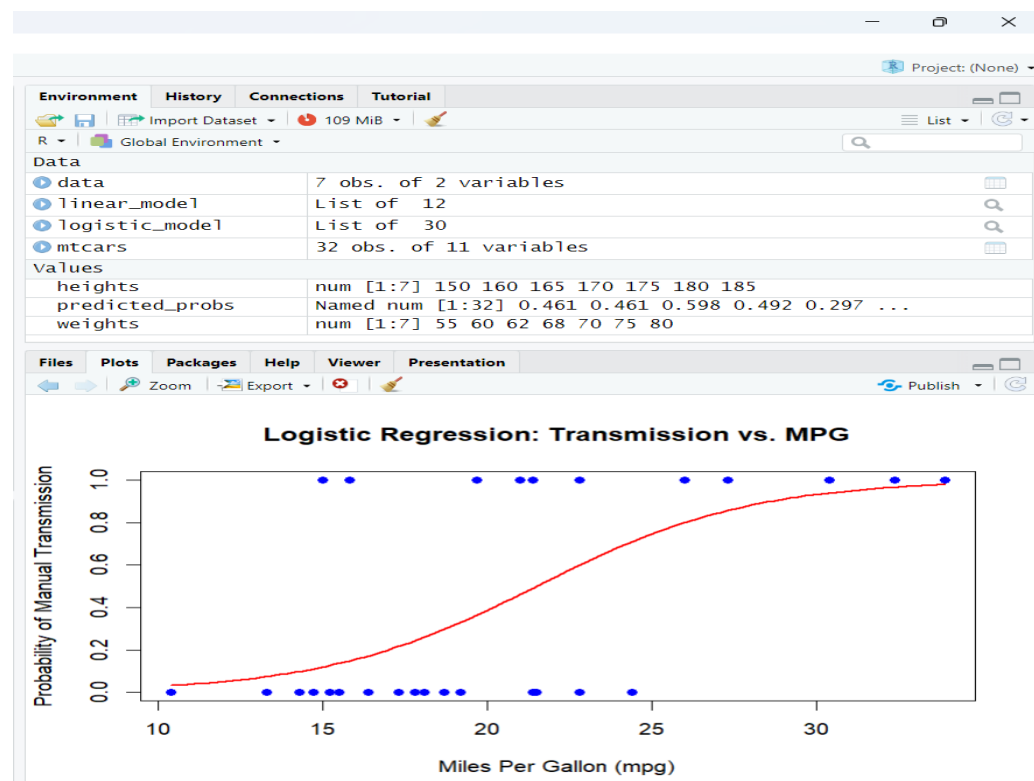 Project: (None)
Environment History Connections Tutorial
Import Dataset 109 MiB List
R Global Environment
Data
data 7 obs. of 2 variables
linear_model List of 12
logistic_model List of 30
mtcars 32 obs. of 11 variables
Values
heights num [1:7] 150 160 165 170 175 180 185
predicted_probs Named num [1:32] 0.461 0.461 0.598 0.492 0.297 ...
weights num [1:7] 55 60 62 68 70 75 80
Files Plots Packages Help Viewer Presentation
Zoom Export Publish
Logistic Regression: Transmission vs. MPG
Probability of Manual Transmission
1.0
0.8
0.6
0.4
0.2
0.0
10 15 20 25 30
Miles Per Gallon (mpg)